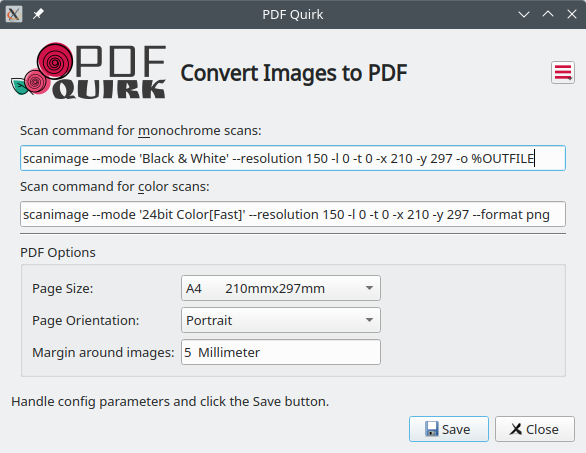 PDF Quirk
PDF
QUIRK
Convert Images to PDF
Scan command for monochrome scans:
scanimage --mode 'Black & White' --resolution 150 -l 0 -t 0 -x 210 -y 297 -o %OUTFILE
Scan command for color scans:
scanimage --mode '24bit Color[Fast]' --resolution 150 -l 0 -t 0 -x 210 -y 297 --format png
PDF Options
Page Size: A4 210mmx297mm
Page Orientation: Portrait
Margin around images: 5 Millimeter
Handle config parameters and click the Save button.
Save Close